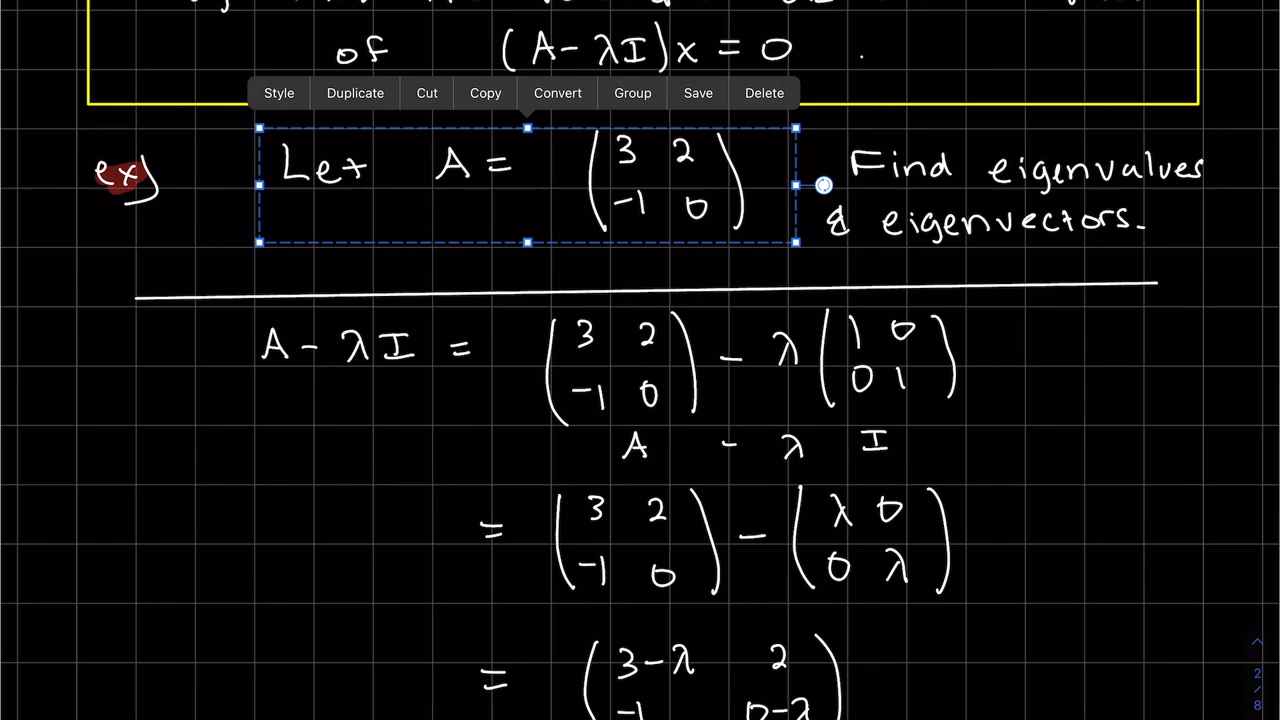 of (A-λI)x = 0 .
Style Duplicate Cut Copy Convert Group Save Delete
ex) Let A = (3 2
-1 0) Find eigenvalues
& eigenvectors.
A - λI = (3 2
-1 0) - λ (1 0
0 1)
A - λ I
= (3 2
-1 0) - (λ 0
0 λ)
= (3-λ 2
-1 0-λ
2
/
8